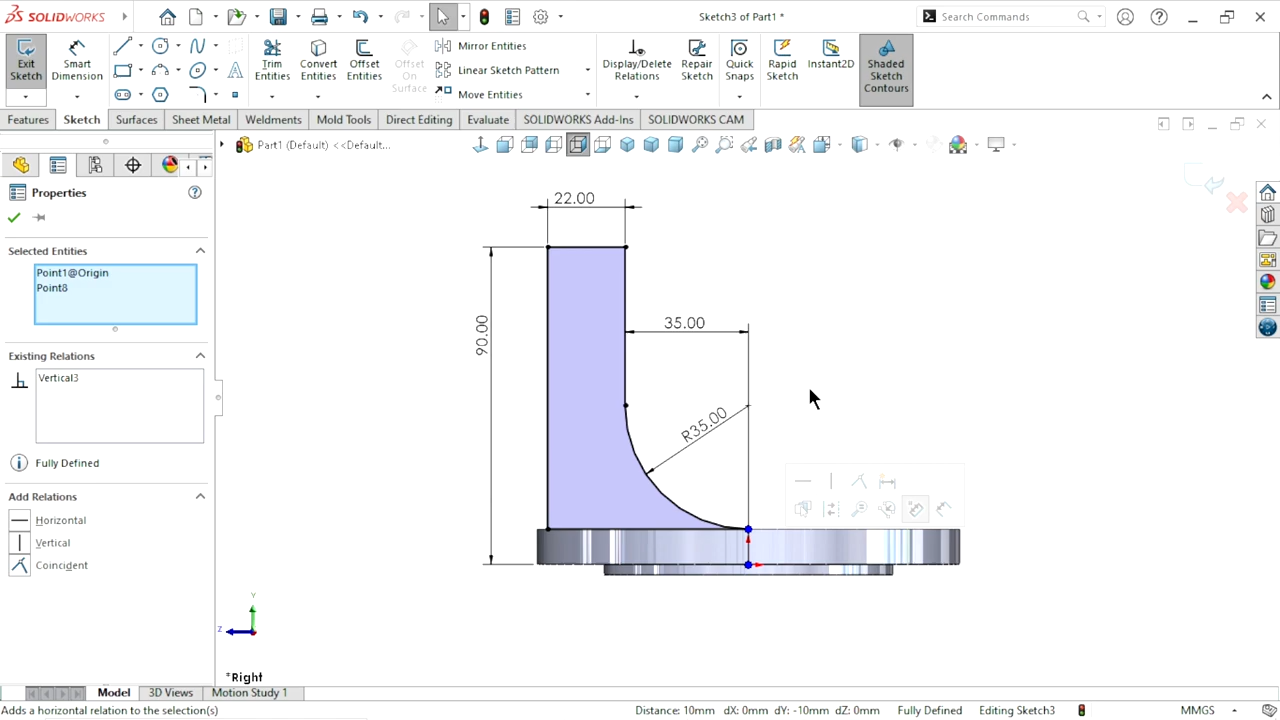 SOLIDWORKS
Sketch3 of Part1 *
Search Commands
Exit Sketch
Smart Dimension
Trim Entities
Convert Entities
Offset Entities
Offset On Surface
Mirror Entities
Linear Sketch Pattern
Move Entities
Display/Delete Relations
Repair Sketch
Quick Snaps
Rapid Sketch
Instant2D
Shaded Sketch Contours
Features
Sketch
Surfaces
Sheet Metal
Weldments
Mold Tools
Direct Editing
Evaluate
SOLIDWORKS Add-Ins
SOLIDWORKS CAM
Part1 (Default) <<Default...
Properties
Selected Entities
Point1@Origin
Point8
Existing Relations
Vertical3
Fully Defined
Add Relations
Horizontal
Vertical
Coincident
22.00
35.00
90.00
R35.00
Y
Z
*Right
Model
3D Views
Motion Study 1
Adds a horizontal relation to the selection(s)
Distance: 10mm dX: 0mm dY: -10mm dZ: 0mm
Fully Defined
Editing Sketch3
MMGS